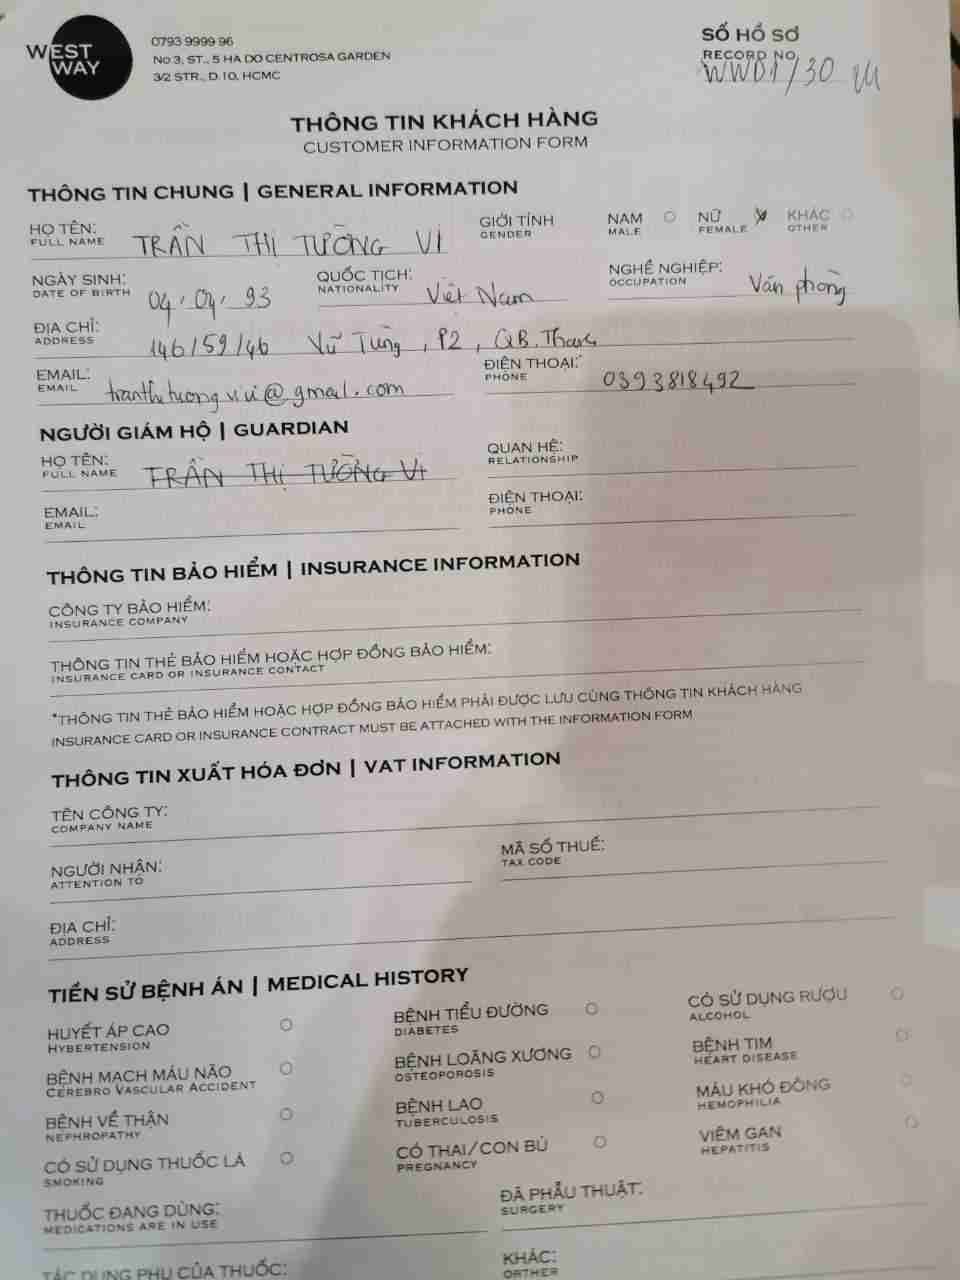 WEST WAY
0793 9999 96
No 3, ST., 5 HA DO CENTROSA GARDEN
3/2 STR., D.10, HCMC
SỐ HỒ SƠ
RECORD NO
WWD1/30
THÔNG TIN KHÁCH HÀNG
CUSTOMER INFORMATION FORM
THÔNG TIN CHUNG | GENERAL INFORMATION
HỌ TÊN: TRẦN THỊ TƯỜNG VI GIỚI TÍNH NAM NỮ KHÁC
FULL NAME GENDER MALE FEMALE OTHER
NGÀY SINH: 04, 04, 93 QUỐC TỊCH: Việt Nam NGHỀ NGHIỆP: Văn phòng
DATE OF BIRTH NATIONALITY OCCUPATION
ĐỊA CHỈ: 146/59/46 Vũ Tùng, P2, QB. Thạnh
ADDRESS
EMAIL: tranthituong.vivi@gmail.com ĐIỆN THOẠI: 0393818492
EMAIL PHONE
NGƯỜI GIÁM HỘ | GUARDIAN
HỌ TÊN: TRẦN THỊ TƯỜNG VI QUAN HỆ:
FULL NAME RELATIONSHIP
EMAIL: ĐIỆN THOẠI:
EMAIL PHONE
THÔNG TIN BẢO HIỂM | INSURANCE INFORMATION
CÔNG TY BẢO HIỂM:
INSURANCE COMPANY
THÔNG TIN THẺ BẢO HIỂM HOẶC HỢP ĐỒNG BẢO HIỂM:
INSURANCE CARD OR INSURANCE CONTACT
*THÔNG TIN THẺ BẢO HIỂM HOẶC HỢP ĐỒNG BẢO HIỂM PHẢI ĐƯỢC LƯU CÙNG THÔNG TIN KHÁCH HÀNG
INSURANCE CARD OR INSURANCE CONTRACT MUST BE ATTACHED WITH THE INFORMATION FORM
THÔNG TIN XUẤT HÓA ĐƠN | VAT INFORMATION
TÊN CÔNG TY:
COMPANY NAME
NGƯỜI NHẬN: MÃ SỐ THUẾ:
ATTENTION TO TAX CODE
ĐỊA CHỈ:
ADDRESS
TIỀN SỬ BỆNH ÁN | MEDICAL HISTORY
HUYẾT ÁP CAO BỆNH TIỂU ĐƯỜNG CÓ SỬ DỤNG RƯỢU
HYBERTENSION DIABETES ALCOHOL
BỆNH MẠCH MÁU NÃO BỆNH LOÃNG XƯƠNG BỆNH TIM
CEREBRO VASCULAR ACCIDENT OSTEOPOROSIS HEART DISEASE
BỆNH VỀ THẬN BỆNH LAO MÁU KHÓ ĐÔNG
NEPHROPATHY TUBERCULOSIS HEMOPHILIA
CÓ SỬ DỤNG THUỐC LÁ CÓ THAI/CON BÚ VIÊM GAN
SMOKING PREGNANCY HEPATITIS
THUỐC ĐANG DÙNG: ĐÃ PHẪU THUẬT:
MEDICATIONS ARE IN USE SURGERY
TÁC DỤNG PHỤ CỦA THUỐC: KHÁC:
ORTHER